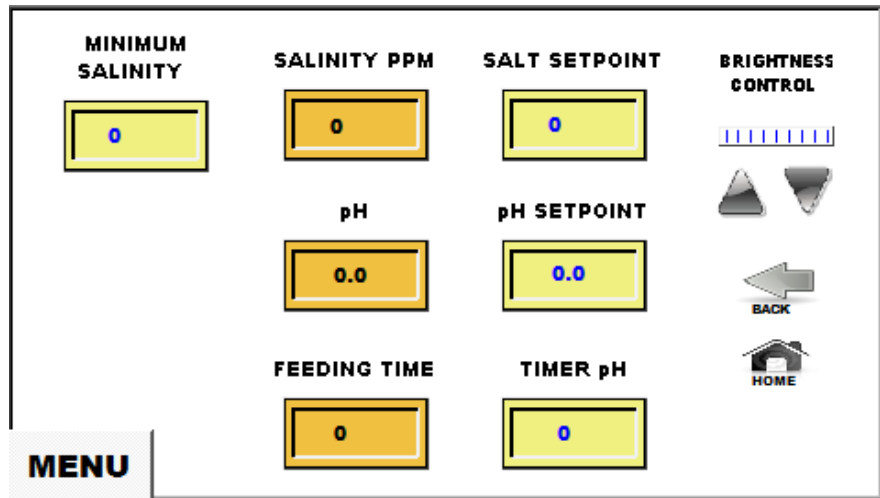 MINIMUM
SALINITY
0
SALINITY PPM
0
SALT SETPOINT
0
BRIGHTNESS
CONTROL
pH
0.0
pH SETPOINT
0.0
BACK
HOME
FEEDING TIME
0
TIMER pH
0
MENU